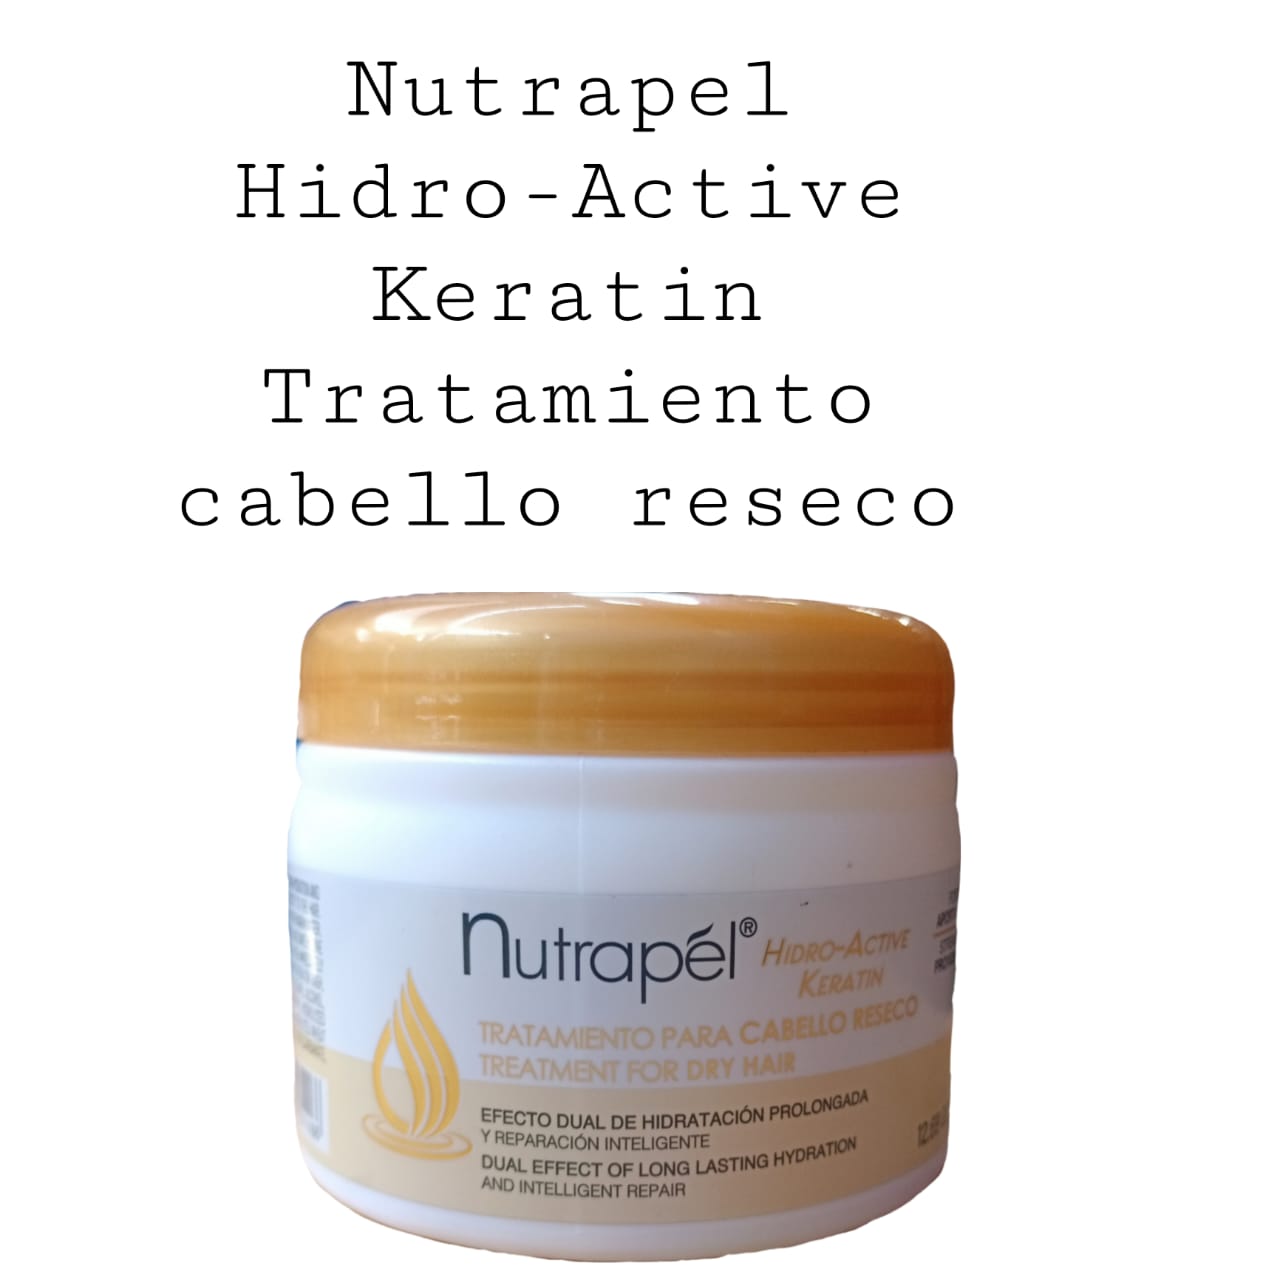 Nutrapel
Hidro-Active
Keratin
Tratamiento
cabello reseco
nutrapél® HIDRO-ACTIVE
KERATIN
TRATAMIENTO PARA CABELLO RESECO
TREATMENT FOR DRY HAIR
EFECTO DUAL DE HIDRATACIÓN PROLONGADA
Y REPARACIÓN INTELIGENTE
DUAL EFFECT OF LONG LASTING HYDRATION
AND INTELLIGENT REPAIR